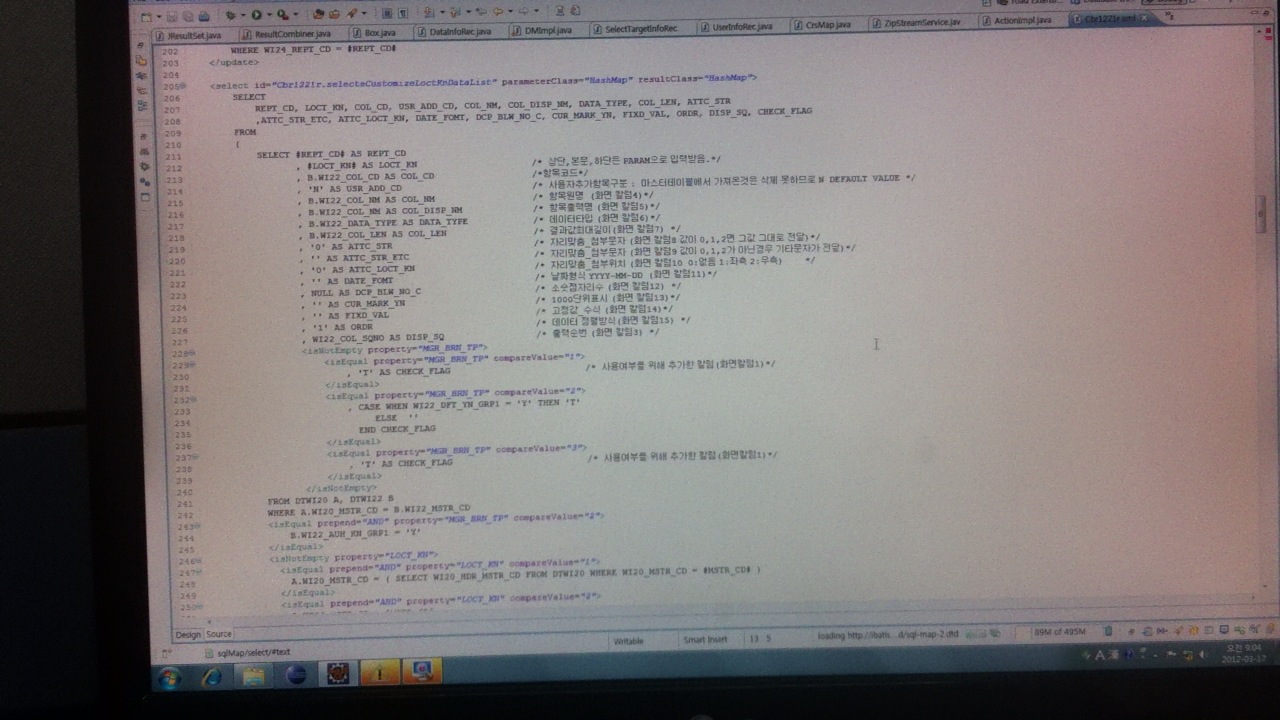 JResultSet.java ResultCombiner.java Box.java DataInfoRec.java DMImpl.java SelectTargetInfoRec UserInfoRec.java CrsMap.java ZipStreamService.jav ActionImpl.java Cbr1221r.xml
202 WHERE WI24_REPT_CD = #REPT_CD#
203 </update>
204
205 <select id="Cbr1221r.selecteCustomizeLoctKnDataList" parameterClass="HashMap" resultClass="HashMap">
206 SELECT
207 REPT_CD, LOCT_KN, COL_CD, USR_ADD_CD, COL_NM, COL_DISP_NM, DATA_TYPE, COL_LEN, ATTC_STR
208 ,ATTC_STR_ETC, ATTC_LOCT_KN, DATE_FOMT, DCP_BLW_NO_C, CUR_MARK_YN, FIXD_VAL, ORDR, DISP_SQ, CHECK_FLAG
209 FROM
210 (
211 SELECT #REPT_CD# AS REPT_CD
212 , #LOCT_KN# AS LOCT_KN /* 상단,본문,하단은 PARAM으로 입력받음.*/
213 , B.WI22_COL_CD AS COL_CD /*항목코드*/
214 , 'N' AS USR_ADD_CD /* 사용자추가항목구분 : 마스터테이블에서 가져온것은 삭제 못하므로 N DEFAULT VALUE */
215 , B.WI22_COL_NM AS COL_NM /* 항목원명 (화면 칼럼4)*/
216 , B.WI22_COL_NM AS COL_DISP_NM /* 항목출력명 (화면 칼럼5)*/
217 , B.WI22_DATA_TYPE AS DATA_TYPE /* 데이터타입 (화면 칼럼6)*/
218 , B.WI22_COL_LEN AS COL_LEN /* 결과값최대길이(화면 칼럼7) */
219 , '0' AS ATTC_STR /* 자리맞춤_첨부문자 (화면 칼럼8 값이 0,1,2면 그값 그대로 전달)*/
220 , '' AS ATTC_STR_ETC /* 자리맞춤_첨부문자 (화면 칼럼9 값이 0,1,2가 아닌경우 기타문자가 전달)*/
221 , '0' AS ATTC_LOCT_KN /* 자리맞춤_첨부위치 (화면 칼럼10 0:없음 1:좌측 2:우측) */
222 , '' AS DATE_FOMT /* 날짜형식 YYYY-MM-DD (화면 칼럼11)*/
223 , NULL AS DCP_BLW_NO_C /* 소숫점자리수 (화면 칼럼12) */
224 , '' AS CUR_MARK_YN /* 1000단위표시 (화면 칼럼13)*/
225 , '' AS FIXD_VAL /* 고정값_수식 (화면 칼럼14)*/
226 , '1' AS ORDR /* 데이터 정렬방식(화면 칼럼15) */
227 , WI22_COL_SQNO AS DISP_SQ /* 출력순번 (화면 칼럼3) */
228 <isNotEmpty property="MGR_BRN_TP">
229 <isEqual property="MGR_BRN_TP" compareValue="1">
230 , 'T' AS CHECK_FLAG /* 사용여부를 위해 추가한 칼럼(화면칼럼1)*/
231 </isEqual>
232 <isEqual property="MGR_BRN_TP" compareValue="2">
233 , CASE WHEN WI22_DFT_YN_GRP1 = 'Y' THEN 'T'
234 ELSE ''
235 END CHECK_FLAG
236 </isEqual>
237 <isEqual property="MGR_BRN_TP" compareValue="3">
238 , 'T' AS CHECK_FLAG /* 사용여부를 위해 추가한 칼럼(화면칼럼1)*/
239 </isEqual>
240 </isNotEmpty>
241 FROM DTWI20 A, DTWI22 B
242 WHERE A.WI20_MSTR_CD = B.WI22_MSTR_CD
243 <isEqual prepend="AND" property="MGR_BRN_TP" compareValue="2">
244 B.WI22_AUH_KN_GRP1 = 'Y'
245 </isEqual>
246 <isNotEmpty property="LOCT_KN">
247 <isEqual prepend="AND" property="LOCT_KN" compareValue="1">
248 A.WI20_MSTR_CD = ( SELECT WI20_HDR_MSTR_CD FROM DTWI20 WHERE WI20_MSTR_CD = #MSTR_CD# )
249 </isEqual>
250 <isEqual prepend="AND" property="LOCT_KN" compareValue="2">
Design Source
Writable Smart Insert 13 5 loading http://ibatis...d/sql-map-2.dtd 89M of 495M
sqlMap/select/#text
A 漢
오전 9:04
2012-03-17